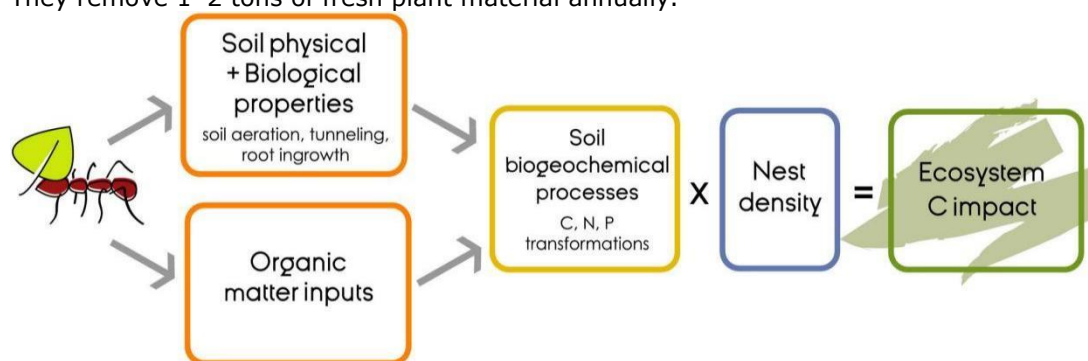 They remove 1-2 tons of fresh plant material annually.
Soil physical
+ Biological
properties
soil aeration, tunneling,
root ingrowth
Organic
matter inputs
Soil
biogeochemical
processes
C, N, P
transformations
X
Nest
density
=
Ecosystem
C impact